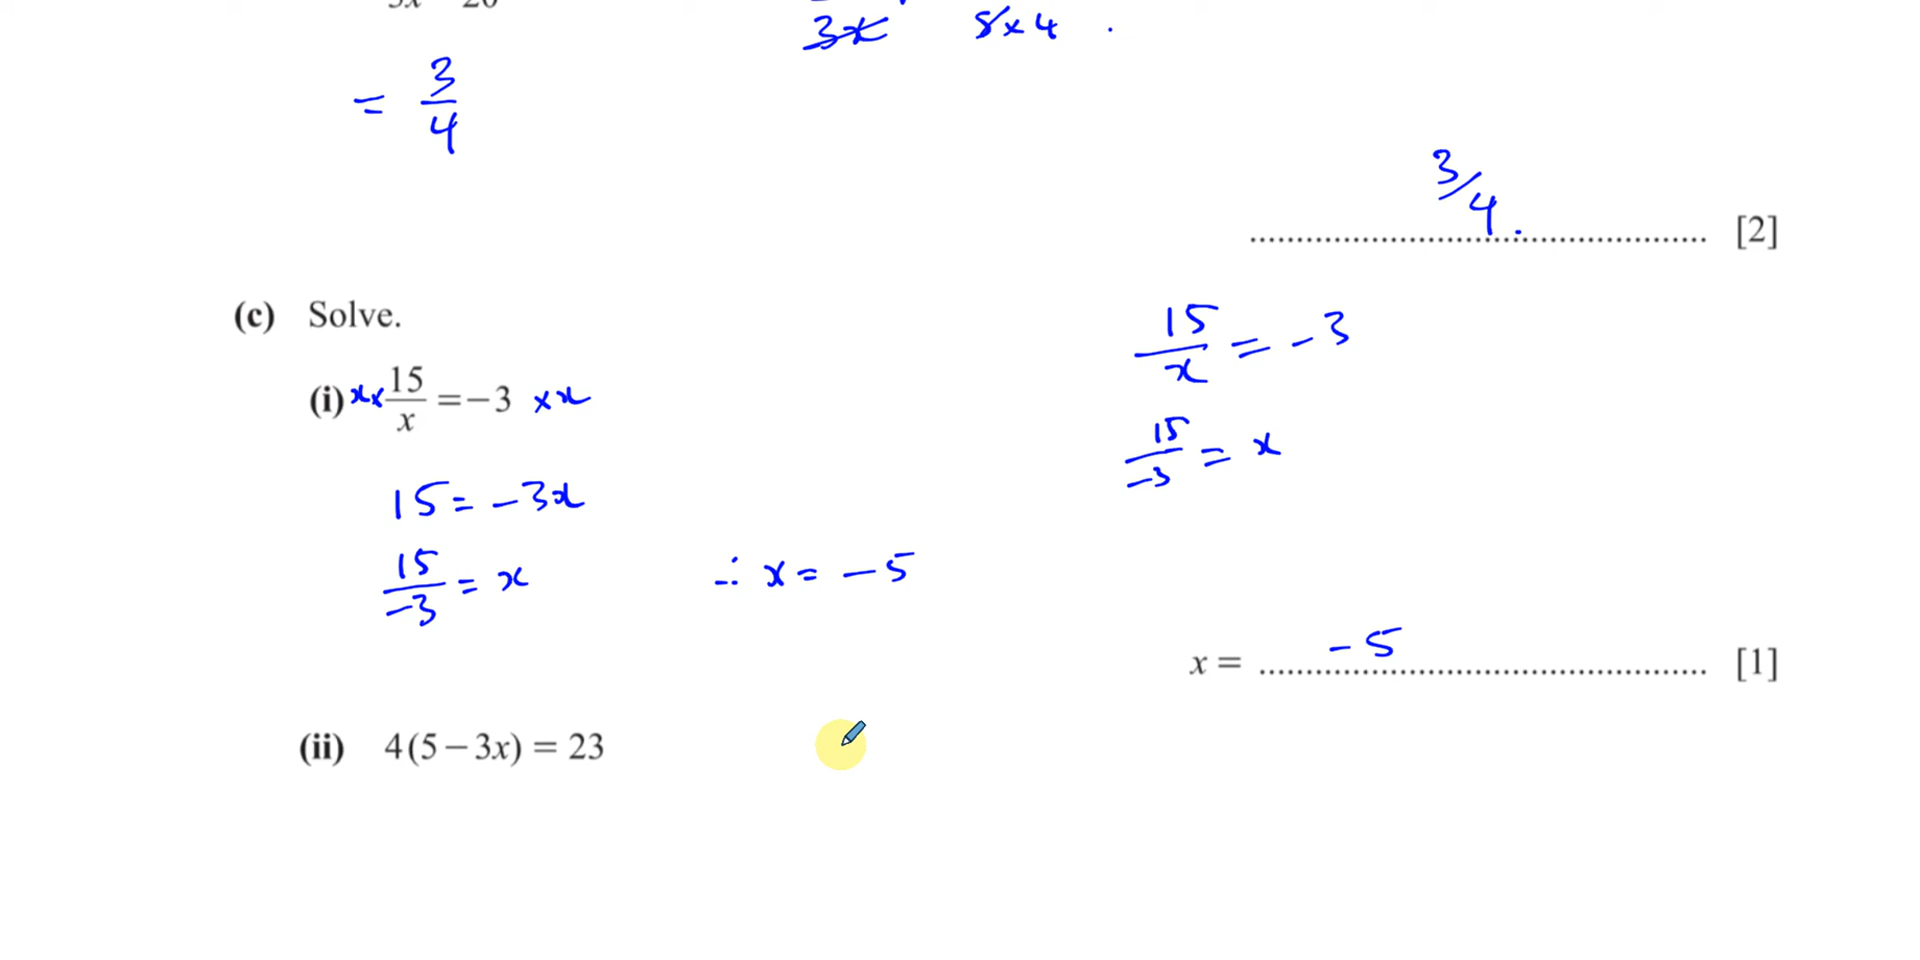 3x 5x4 .
= 3/4
3/4.
[2]
(c) Solve.
15/x = -3
(i) x× 15/x = -3 ×x
15/-3 = x
15 = -3x
15/-3 = x ∴ x = -5
x = -5 [1]
(ii) 4(5 - 3x) = 23